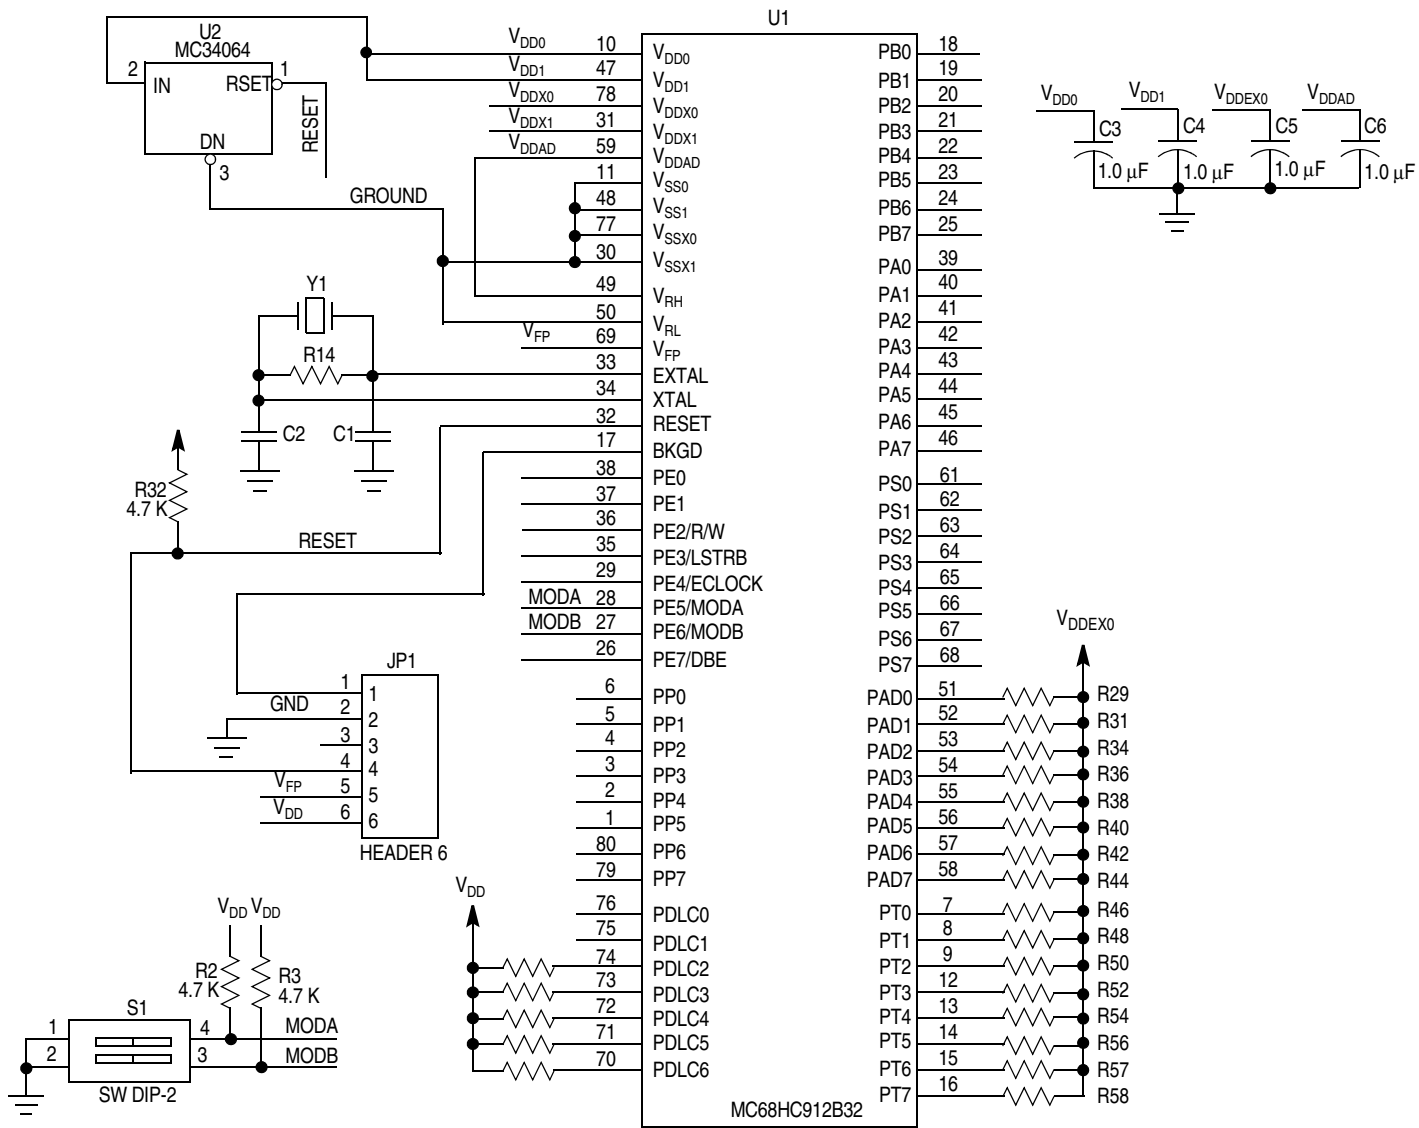 U1
U2
MC34064
2 IN RSET 1
DN
3
RESET
GROUND
VDD0 10 VDD0
VDD1 47 VDD1
VDDX0 78 VDDX0
VDDX1 31 VDDX1
VDDAD 59 VDDAD
11 VSS0
48 VSS1
77 VSSX0
30 VSSX1
49 VRH
50 VRL
VFP 69 VFP
33 EXTAL
34 XTAL
32 RESET
17 BKGD
38 PE0
37 PE1
36 PE2/R/W
35 PE3/LSTRB
29 PE4/ECLOCK
MODA 28 PE5/MODA
MODB 27 PE6/MODB
26 PE7/DBE
6 PP0
5 PP1
4 PP2
3 PP3
2 PP4
1 PP5
80 PP6
79 PP7
76 PDLC0
75 PDLC1
74 PDLC2
73 PDLC3
72 PDLC4
71 PDLC5
70 PDLC6
VDD
Y1
R14
C2 C1
R32
4.7 K
RESET
JP1
1 1
GND 2 2
3 3
4 4
VFP 5 5
VDD 6 6
HEADER 6
VDD VDD
R2
4.7 K
R3
4.7 K
S1
1 4 MODA
2 3 MODB
SW DIP-2
PB0 18
PB1 19
PB2 20
PB3 21
PB4 22
PB5 23
PB6 24
PB7 25
PA0 39
PA1 40
PA2 41
PA3 42
PA4 43
PA5 44
PA6 45
PA7 46
PS0 61
PS1 62
PS2 63
PS3 64
PS4 65
PS5 66
PS6 67
PS7 68
VDDEX0
PAD0 51 R29
PAD1 52 R31
PAD2 53 R34
PAD3 54 R36
PAD4 55 R38
PAD5 56 R40
PAD6 57 R42
PAD7 58 R44
PT0 7 R46
PT1 8 R48
PT2 9 R50
PT3 12 R52
PT4 13 R54
PT5 14 R56
PT6 15 R57
PT7 16 R58
MC68HC912B32
VDD0 VDD1 VDDEX0 VDDAD
C3 C4 C5 C6
1.0 µF 1.0 µF 1.0 µF 1.0 µF